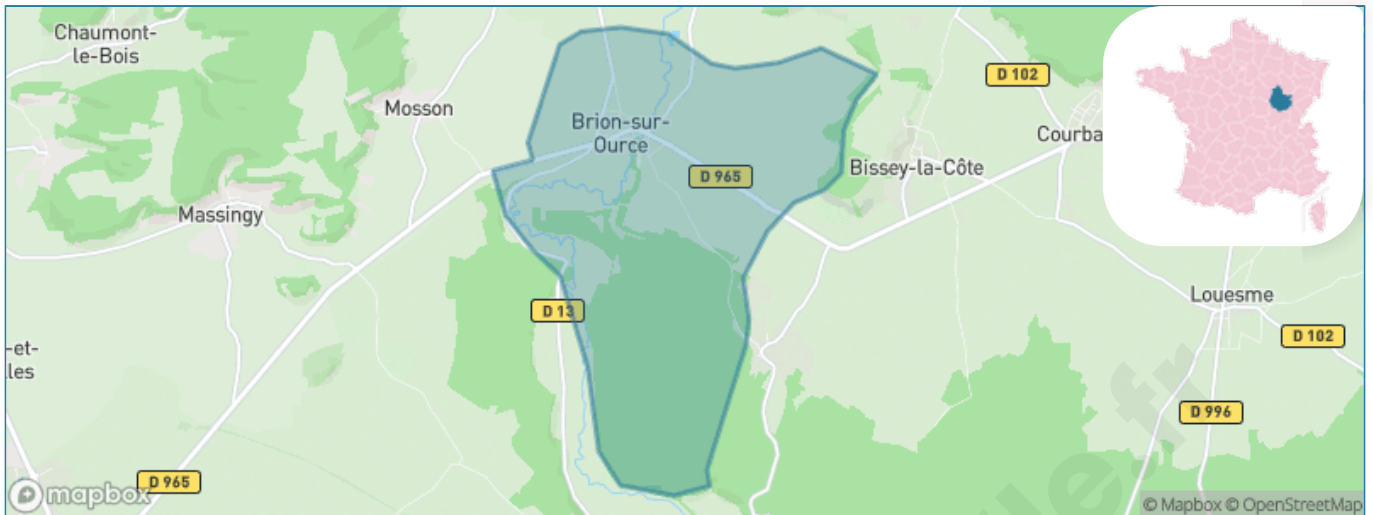 Chaumont-
le-Bois
Mosson
Brion-sur-
Ource
D 102
Courba
D 965
Bissey-la-Côte
Massingy
Louesme
D 13
D 102
-et-
lles
D 996
D 965
mapbox
© Mapbox © OpenStreetMap